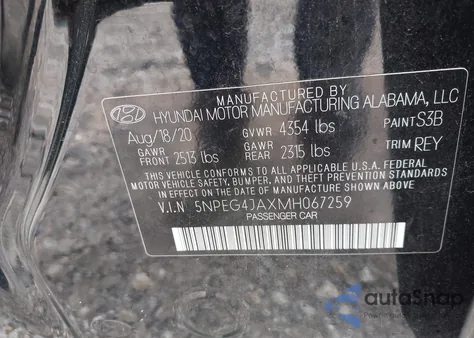 MANUFACTURED BY
HYUNDAI MOTOR MANUFACTURING ALABAMA, LLC
Aug/18/20 GVWR 4354 lbs PAINT S3B
GAWR FRONT 2513 lbs GAWR REAR 2315 lbs TRIM REY
THIS VEHICLE CONFORMS TO ALL APPLICABLE U.S.A. FEDERAL
MOTOR VEHICLE SAFETY, BUMPER, AND THEFT PREVENTION STANDARDS
IN EFFECT ON THE DATE OF MANUFACTURE SHOWN ABOVE.
V.I.N 5NPEG4JAXMH067259
PASSENGER CAR
autoSnap